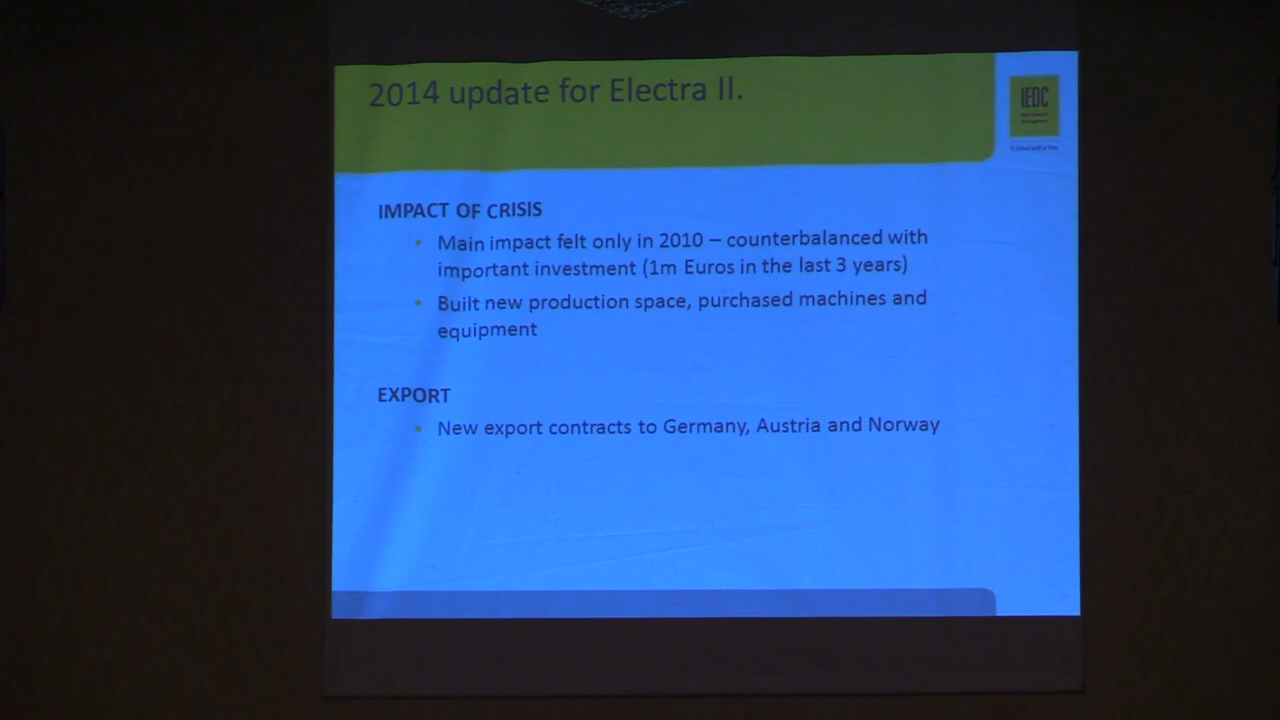 2014 update for Electra II.
IEDC
IMPACT OF CRISIS
• Main impact felt only in 2010 – counterbalanced with
important investment (1m Euros in the last 3 years)
• Built new production space, purchased machines and
equipment
EXPORT
• New export contracts to Germany, Austria and Norway